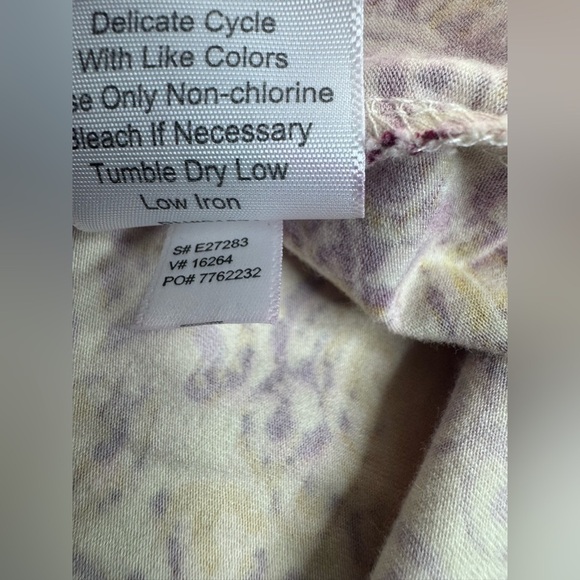 Delicate Cycle
With Like Colors
se Only Non-chlorine
Bleach If Necessary
Tumble Dry Low
Low Iron
S# E27283
V# 16264
PO# 7762232